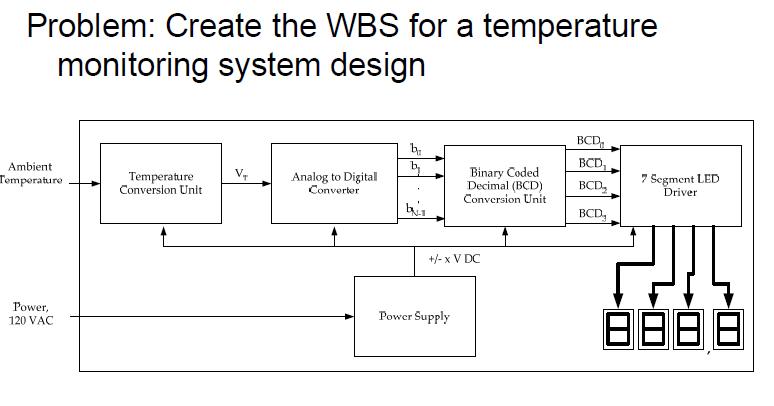 Problem: Create the WBS for a temperature
monitoring system design
Ambient
Temperature
Temperature
Conversion Unit
V_T
Analog to Digital
Converter
b_0
b_1
.
.
b_N-1
Binary Coded
Decimal (BCD)
Conversion Unit
BCD_0
BCD_1
BCD_2
BCD_3
7 Segment LED
Driver
+/- x V DC
Power,
120 VAC
Power Supply